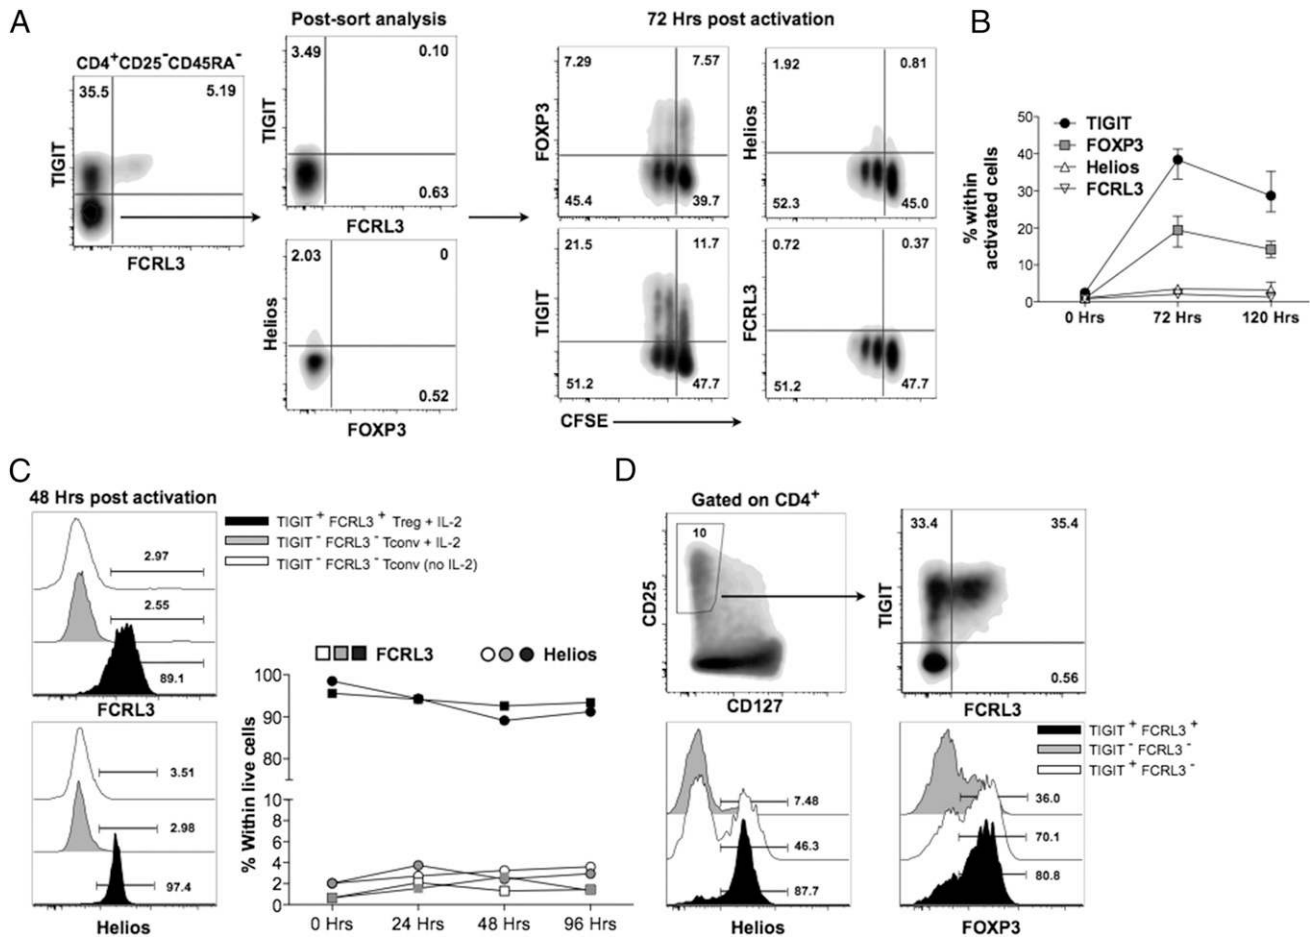 A
B
Post-sort analysis
72 Hrs post activation
CD4+CD25-CD45RA-
35.5
5.19
TIGIT
FCRL3
3.49
0.10
TIGIT
0.63
FCRL3
2.03
0
Helios
0.52
FOXP3
7.29
7.57
FOXP3
45.4
39.7
1.92
0.81
Helios
52.3
45.0
21.5
11.7
TIGIT
51.2
47.7
0.72
0.37
FCRL3
51.2
47.7
CFSE
TIGIT
FOXP3
Helios
FCRL3
% within
activated cells
50
40
30
20
10
0
0 Hrs
72 Hrs
120 Hrs
C
48 Hrs post activation
TIGIT + FCRL3 + Treg + IL-2
TIGIT - FCRL3 - Tconv + IL-2
TIGIT - FCRL3 - Tconv (no IL-2)
2.97
2.55
89.1
FCRL3
3.51
2.98
97.4
Helios
FCRL3
Helios
% Within live cells
100
90
80
10
8
6
4
2
0
0 Hrs
24 Hrs
48 Hrs
96 Hrs
D
Gated on CD4+
10
CD25
CD127
33.4
35.4
TIGIT
0.56
FCRL3
TIGIT + FCRL3 +
TIGIT - FCRL3 -
TIGIT + FCRL3 -
7.48
46.3
87.7
Helios
36.0
70.1
80.8
FOXP3